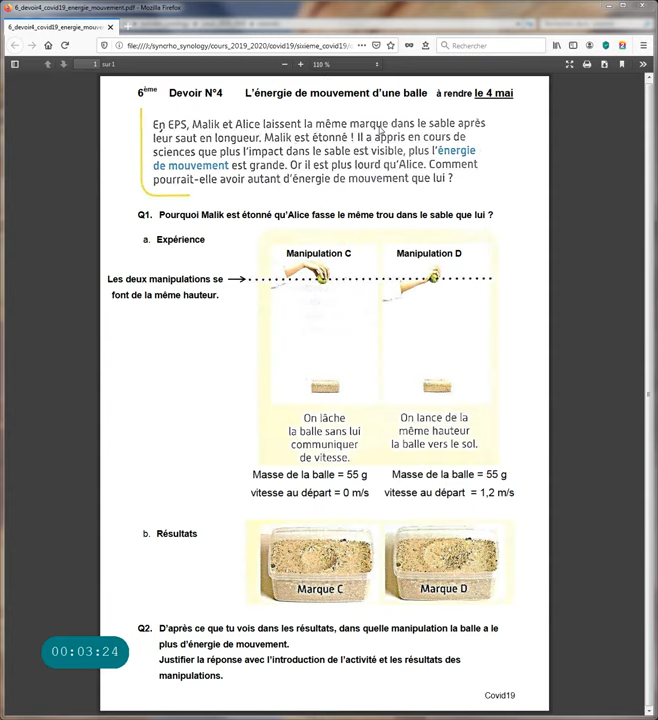 6_devoir4_covid19_energie_mouvement.pdf - Mozilla Firefox
6_devoir4_covid19_energie_mouv
Rechercher
1 sur 1
110 %
6ème Devoir N°4 L'énergie de mouvement d'une balle à rendre le 4 mai
En EPS, Malik et Alice laissent la même marque dans le sable après
leur saut en longueur. Malik est étonné ! Il a appris en cours de
sciences que plus l'impact dans le sable est visible, plus l'énergie
de mouvement est grande. Or il est plus lourd qu'Alice. Comment
pourrait-elle avoir autant d'énergie de mouvement que lui ?
Q1. Pourquoi Malik est étonné qu'Alice fasse le même trou dans le sable que lui ?
a. Expérience
Manipulation C Manipulation D
Les deux manipulations se
font de la même hauteur.
On lâche
la balle sans lui
communiquer
de vitesse.
On lance de la
même hauteur
la balle vers le sol.
Masse de la balle = 55 g Masse de la balle = 55 g
vitesse au départ = 0 m/s vitesse au départ = 1,2 m/s
b. Résultats
Marque C Marque D
Q2. D'après ce que tu vois dans les résultats, dans quelle manipulation la balle a le
plus d'énergie de mouvement.
00:03:24
Justifier la réponse avec l'introduction de l'activité et les résultats des
manipulations.
Covid19